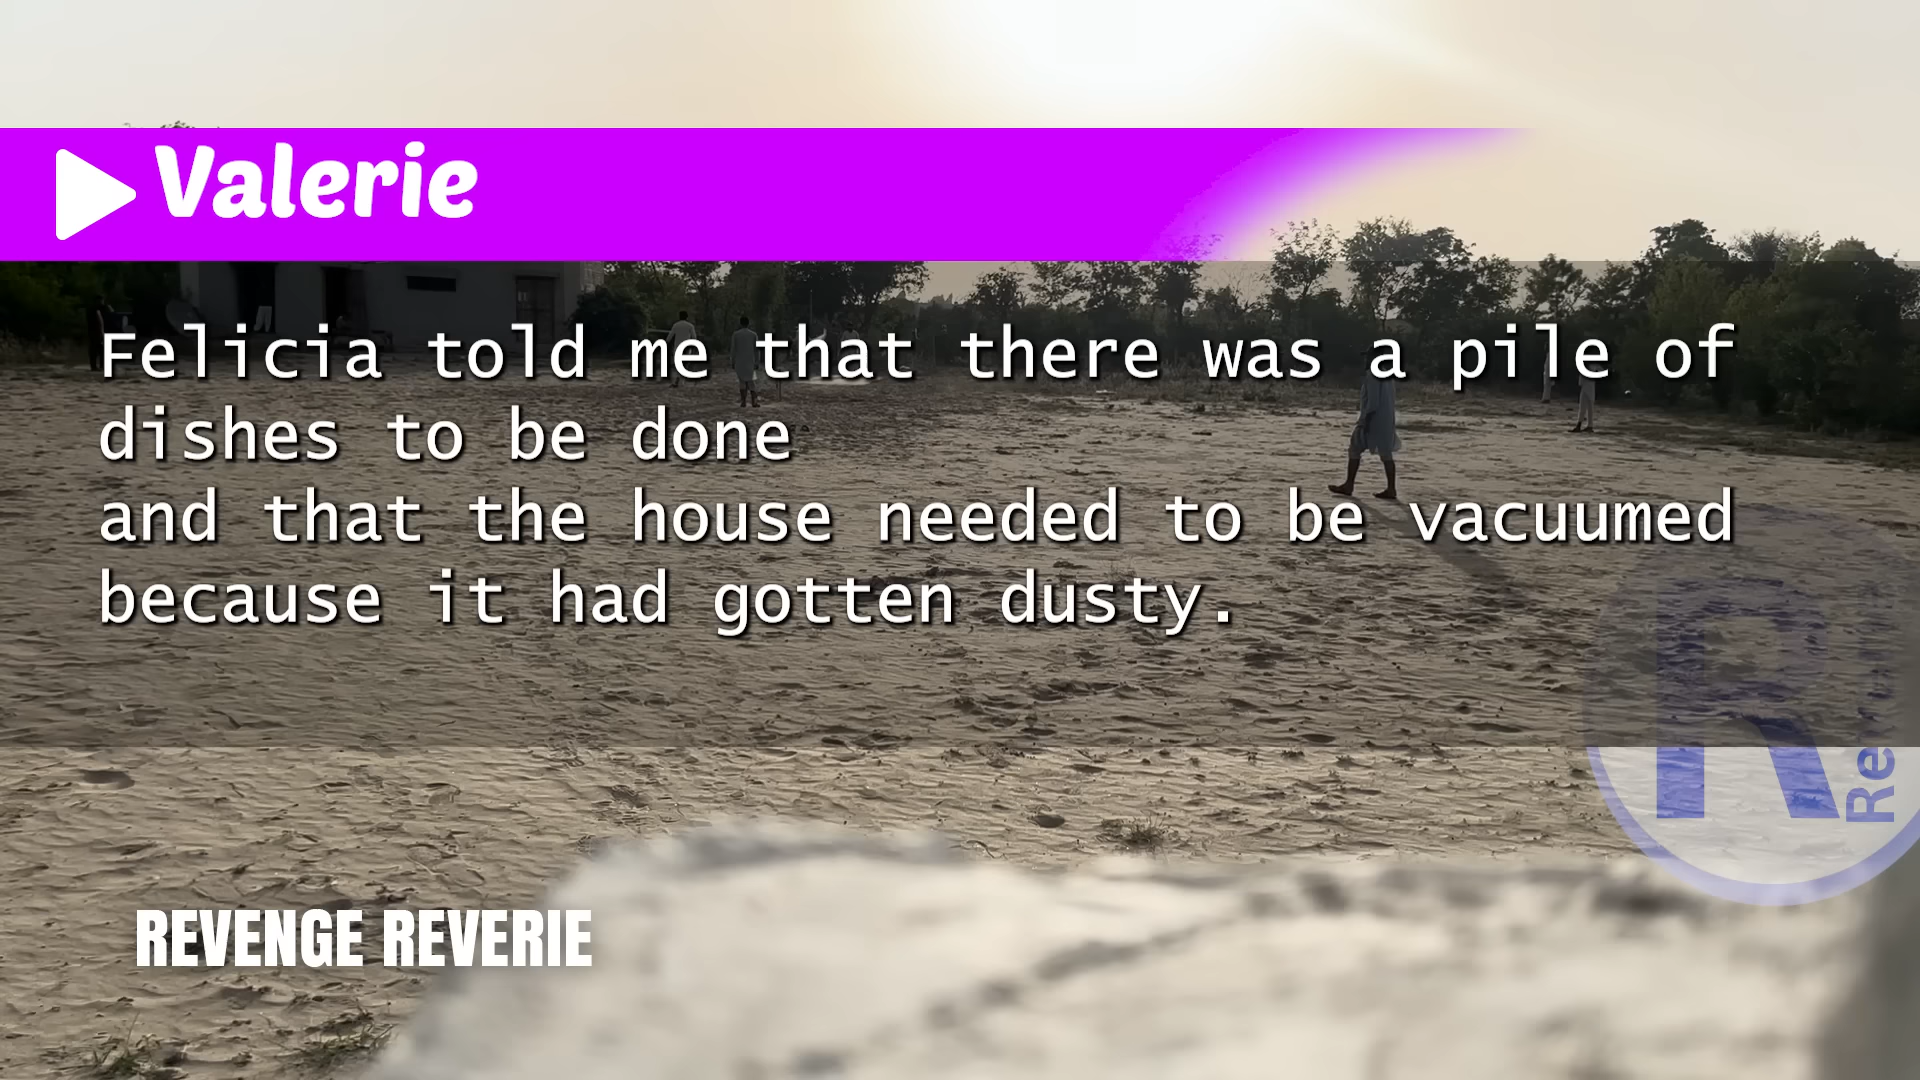 Valerie
Felicia told me that there was a pile of
dishes to be done
and that the house needed to be vacuumed
because it had gotten dusty.
R
REVENGE REVERIE